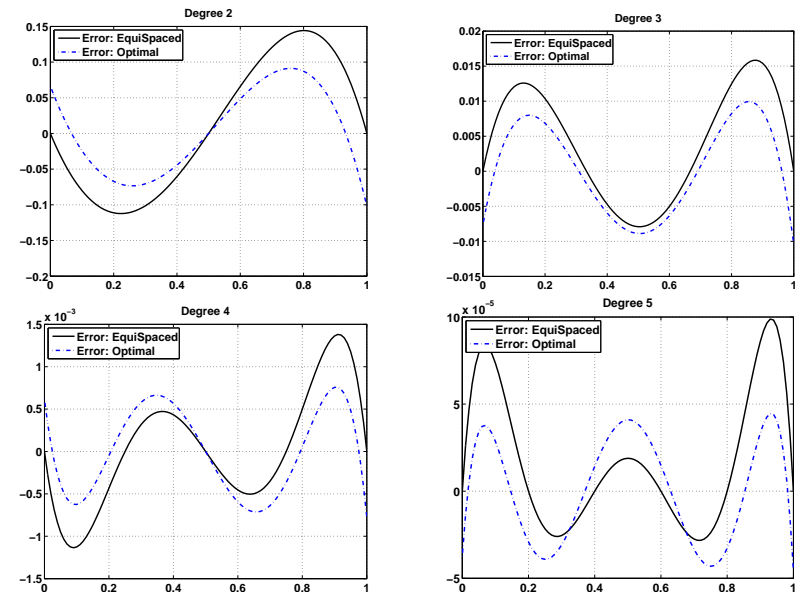 Degree 2
0.15
0.1
0.05
0
−0.05
−0.1
−0.15
−0.2
0 0.2 0.4 0.6 0.8 1
Error: EquiSpaced
Error: Optimal
Degree 3
0.02
0.015
0.01
0.005
0
−0.005
−0.01
−0.015
0 0.2 0.4 0.6 0.8 1
Error: EquiSpaced
Error: Optimal
Degree 4
x 10−3
1.5
1
0.5
0
−0.5
−1
−1.5
0 0.2 0.4 0.6 0.8 1
Error: EquiSpaced
Error: Optimal
Degree 5
x 10−5
10
5
0
−5
0 0.2 0.4 0.6 0.8 1
Error: EquiSpaced
Error: Optimal